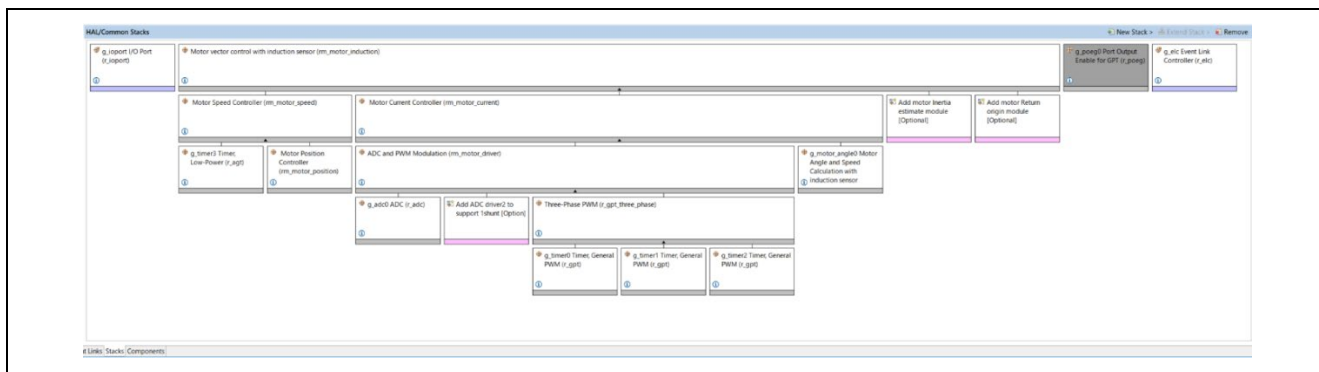 HAL/Common Stacks
New Stack > Extend Stack > Remove
g_ioport I/O Port
(r_ioport)
Motor vector control with induction sensor (rm_motor_induction)
g_poeg0 Port Output
Enable for GPT (r_poeg)
g_elc Event Link
Controller (r_elc)
Motor Speed Controller (rm_motor_speed)
Motor Current Controller (rm_motor_current)
Add motor Inertia
estimate module
[Optional]
Add motor Return
origin module
[Optional]
g_timer3 Timer,
Low-Power (r_agt)
Motor Position
Controller
(rm_motor_position)
ADC and PWM Modulation (rm_motor_driver)
g_motor_angle0 Motor
Angle and Speed
Calculation with
induction sensor
g_adc0 ADC (r_adc)
Add ADC driver2 to
support 1shunt [Option]
Three-Phase PWM (r_gpt_three_phase)
g_timer0 Timer, General
PWM (r_gpt)
g_timer1 Timer, General
PWM (r_gpt)
g_timer2 Timer, General
PWM (r_gpt)
t Links Stacks Components